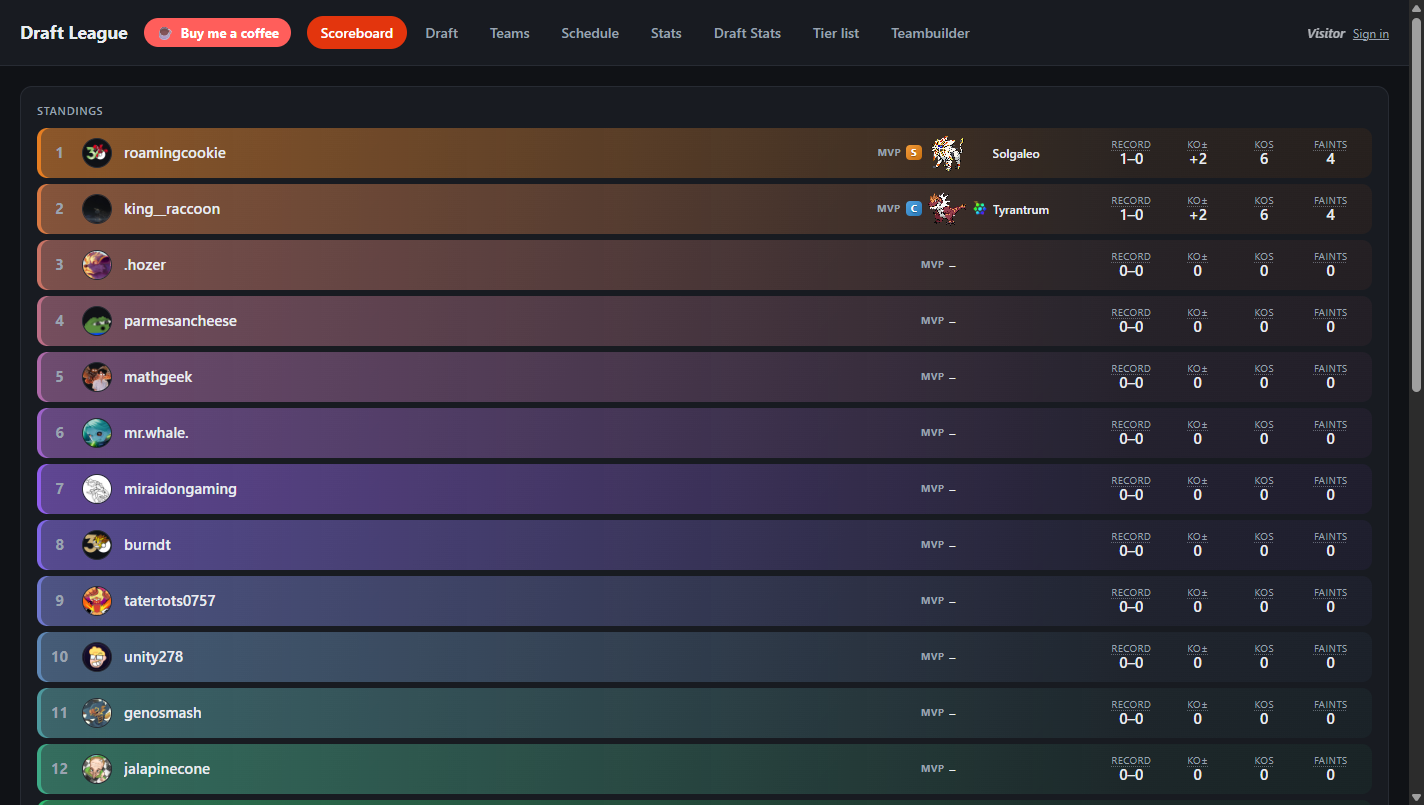 Draft League Buy me a coffee Scoreboard Draft Teams Schedule Stats Draft Stats Tier list Teambuilder Visitor Sign in
STANDINGS
1 roamingcookie MVP S Solgaleo RECORD 1–0 KO± +2 KOS 6 FAINTS 4
2 king__raccoon MVP C Tyrantrum RECORD 1–0 KO± +2 KOS 6 FAINTS 4
3 .hozer MVP – RECORD 0–0 KO± 0 KOS 0 FAINTS 0
4 parmesancheese MVP – RECORD 0–0 KO± 0 KOS 0 FAINTS 0
5 mathgeek MVP – RECORD 0–0 KO± 0 KOS 0 FAINTS 0
6 mr.whale. MVP – RECORD 0–0 KO± 0 KOS 0 FAINTS 0
7 miraidongaming MVP – RECORD 0–0 KO± 0 KOS 0 FAINTS 0
8 burndt MVP – RECORD 0–0 KO± 0 KOS 0 FAINTS 0
9 tatertots0757 MVP – RECORD 0–0 KO± 0 KOS 0 FAINTS 0
10 unity278 MVP – RECORD 0–0 KO± 0 KOS 0 FAINTS 0
11 genosmash MVP – RECORD 0–0 KO± 0 KOS 0 FAINTS 0
12 jalapinecone MVP – RECORD 0–0 KO± 0 KOS 0 FAINTS 0